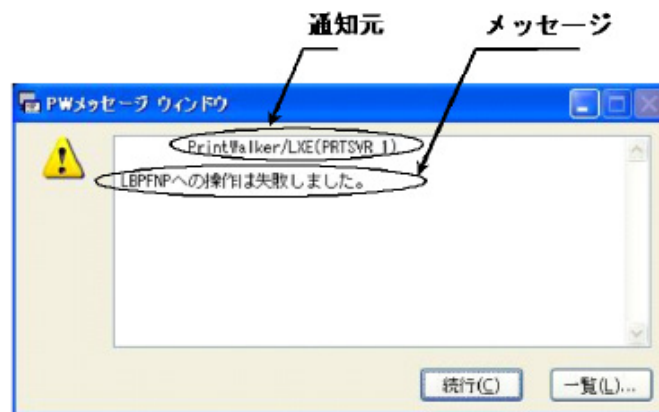 通知元
メッセージ
PWメッセージ ウィンドウ
PrintWalker/LXE(PRTSVR_1)
LBPFNPへの操作は失敗しました。
続行(C)
一覧(L)...